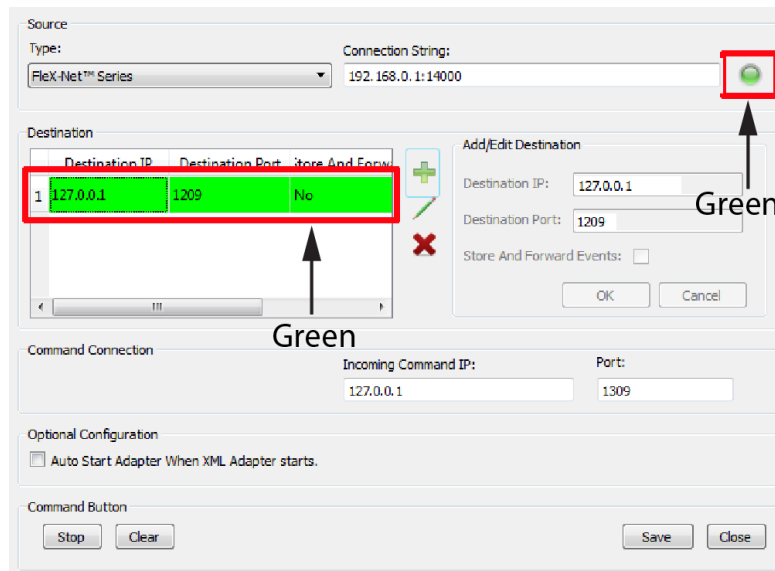 Source
Type:
Connection String:
FleX-Net™ Series
192.168.0.1:14000
Green
Destination
Destination IP
Destination Port
Store And Forw
1 127.0.0.1 1209 No
Green
Add/Edit Destination
Destination IP:
127.0.0.1
Destination Port:
1209
Store And Forward Events:
OK
Cancel
Command Connection
Incoming Command IP:
Port:
127.0.0.1
1309
Optional Configuration
Auto Start Adapter When XML Adapter starts.
Command Button
Stop
Clear
Save
Close